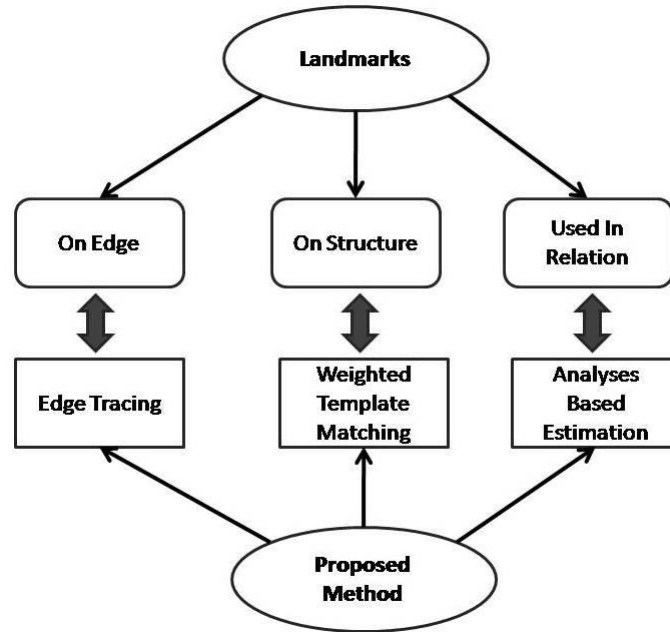 Landmarks
On Edge
On Structure
Used In
Relation
Edge Tracing
Weighted
Template
Matching
Analyses
Based
Estimation
Proposed
Method